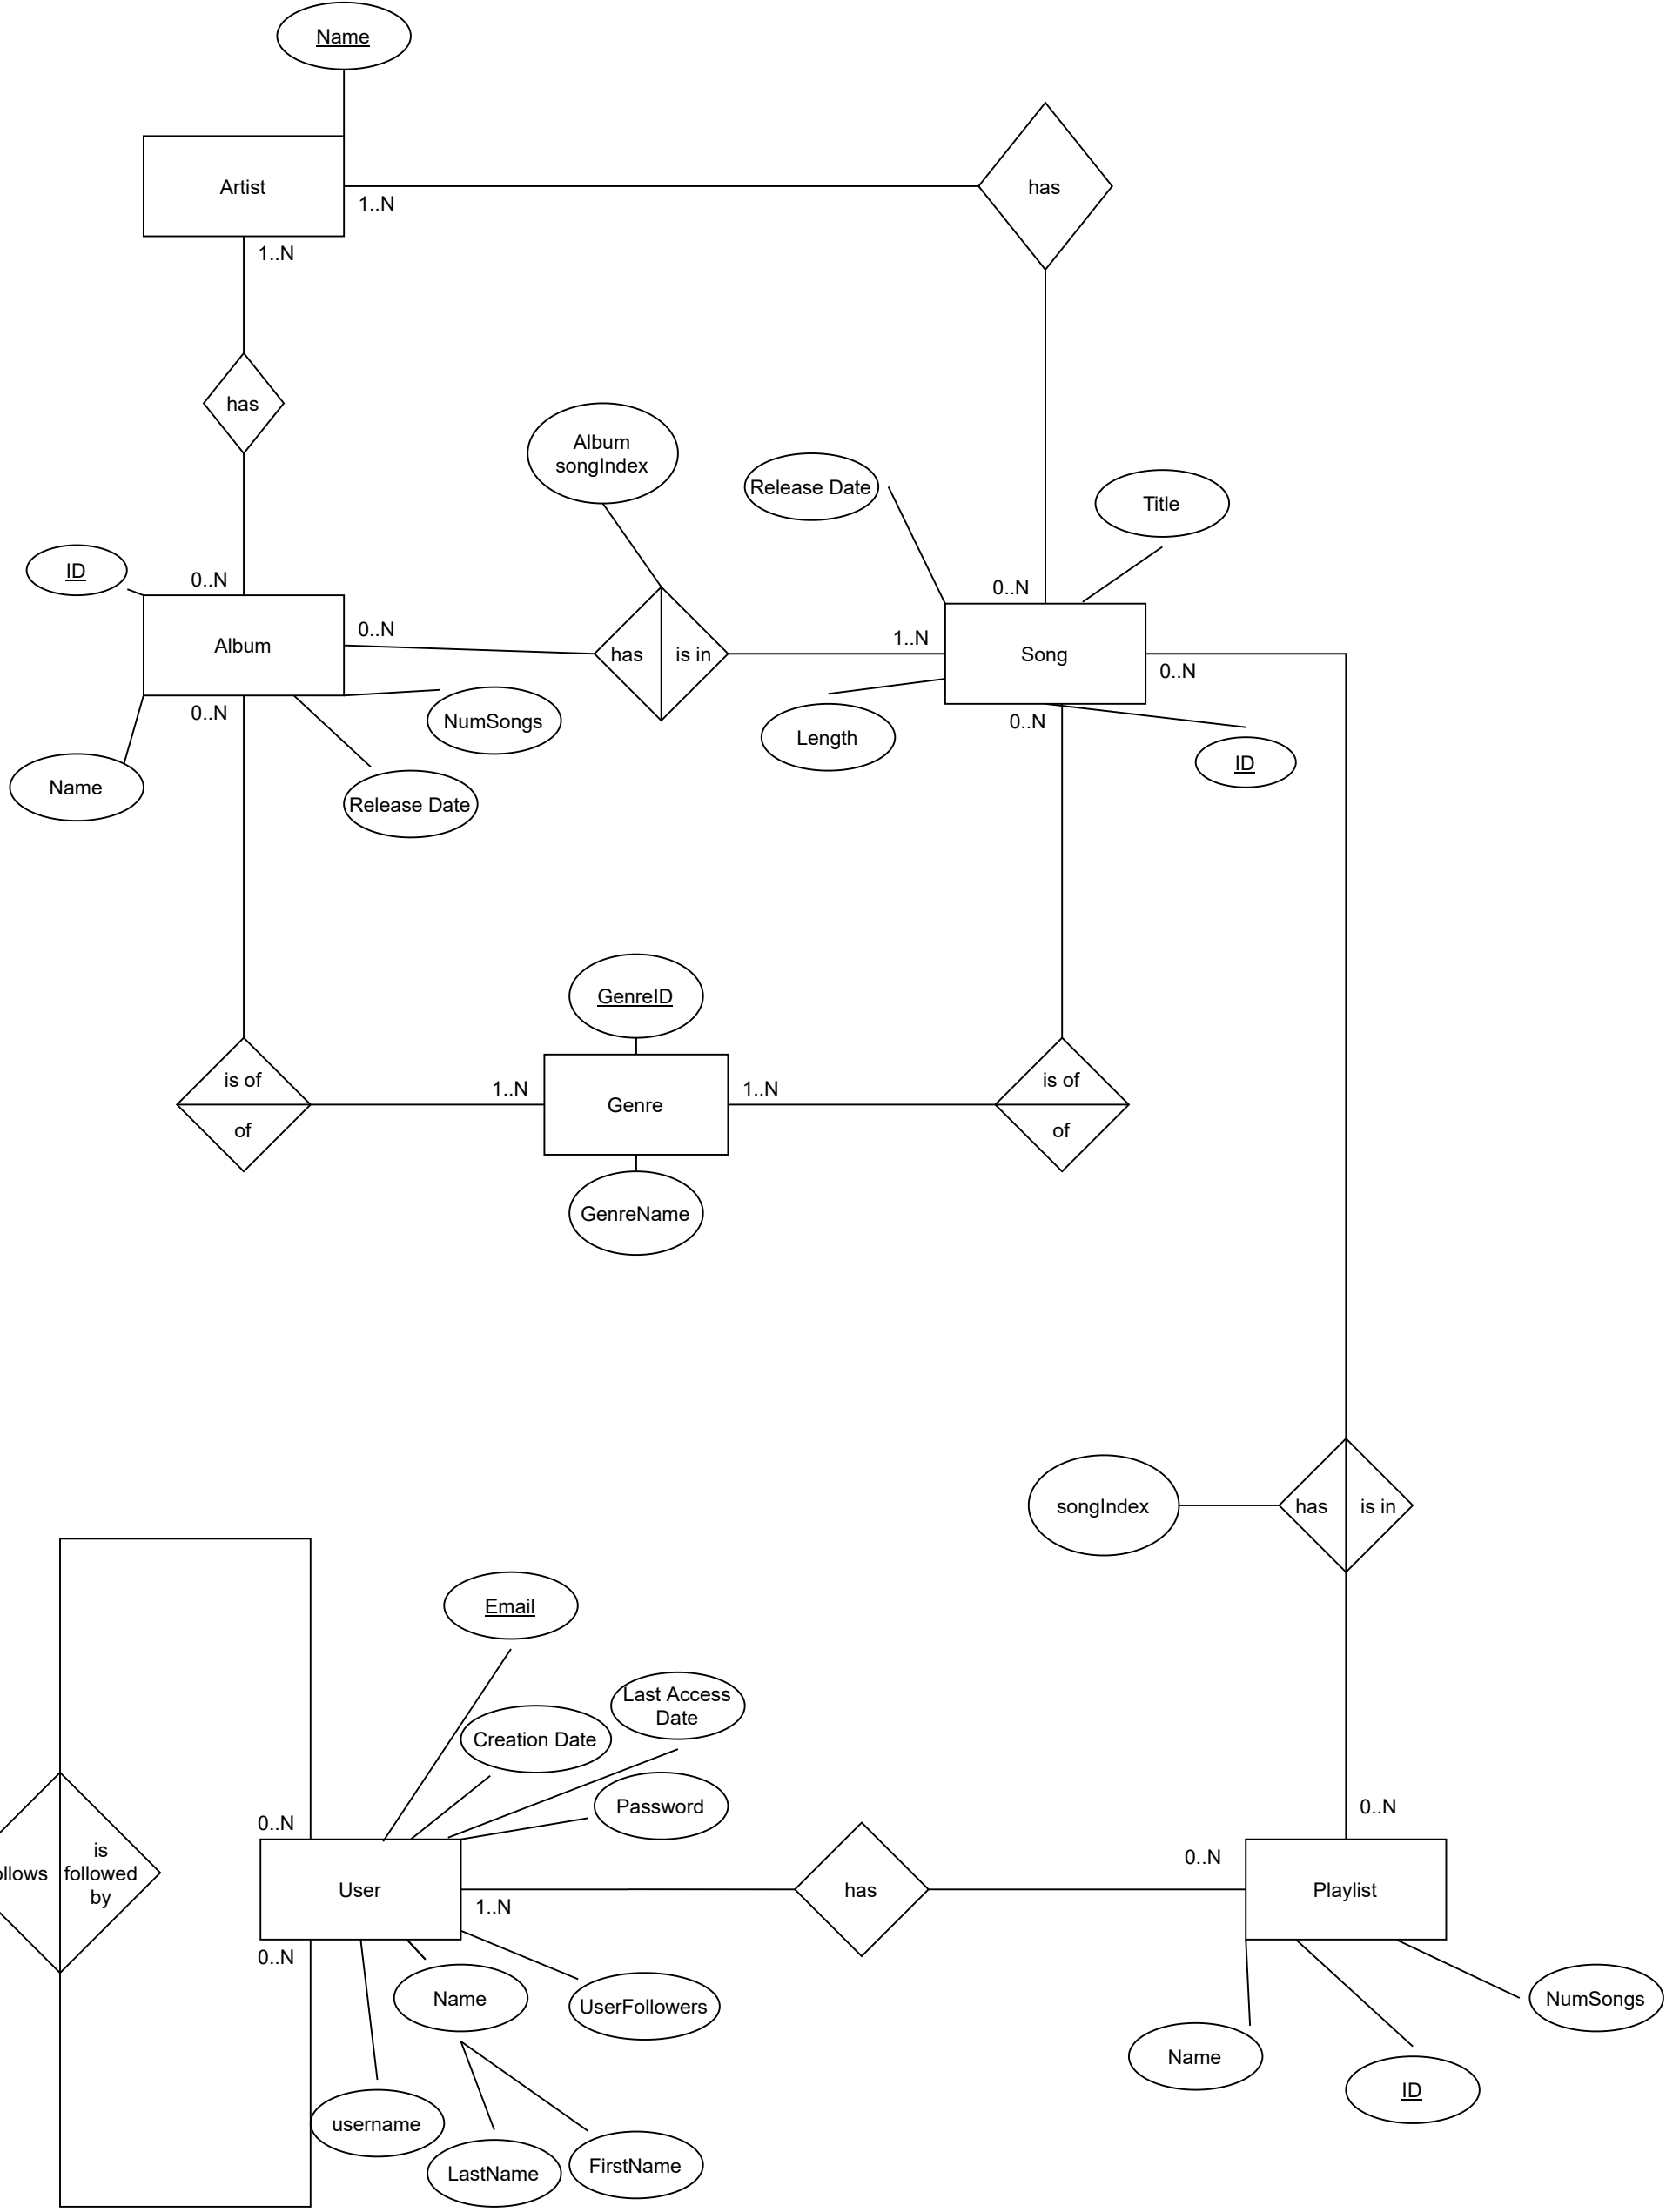 Name
Artist
has
1..N
1..N
has
Album
songIndex
Release Date
Title
ID
0..N
0..N
Album
0..N
has
is in
1..N
Song
0..N
0..N
NumSongs
0..N
Length
ID
Name
Release Date
GenreID
is of
of
1..N
Genre
1..N
is of
of
GenreName
songIndex
has
is in
Email
Last Access
Date
Creation Date
Password
0..N
0..N
is
followed
by
ollows
User
1..N
has
0..N
Playlist
0..N
Name
UserFollowers
NumSongs
Name
ID
username
LastName
FirstName